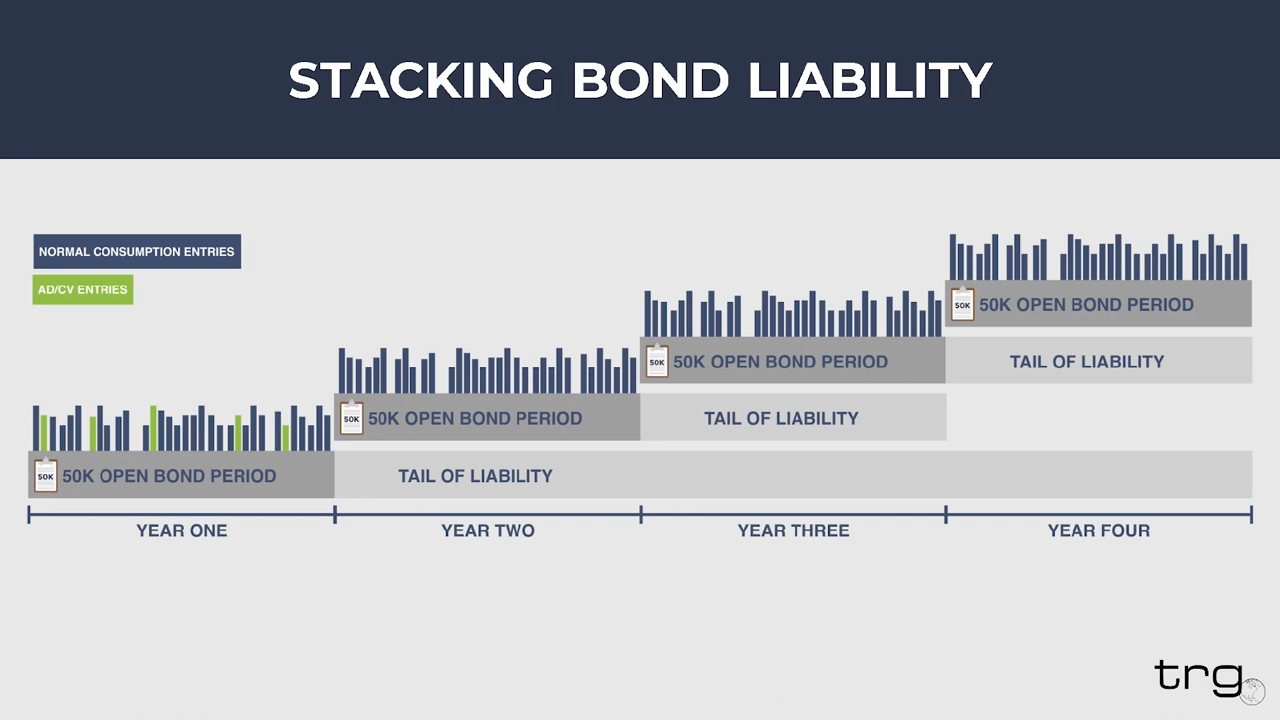 STACKING BOND LIABILITY
NORMAL CONSUMPTION ENTRIES
AD/CV ENTRIES
50K 50K OPEN BOND PERIOD
TAIL OF LIABILITY
50K 50K OPEN BOND PERIOD
TAIL OF LIABILITY
50K 50K OPEN BOND PERIOD
TAIL OF LIABILITY
50K 50K OPEN BOND PERIOD
YEAR ONE
YEAR TWO
YEAR THREE
YEAR FOUR
trg